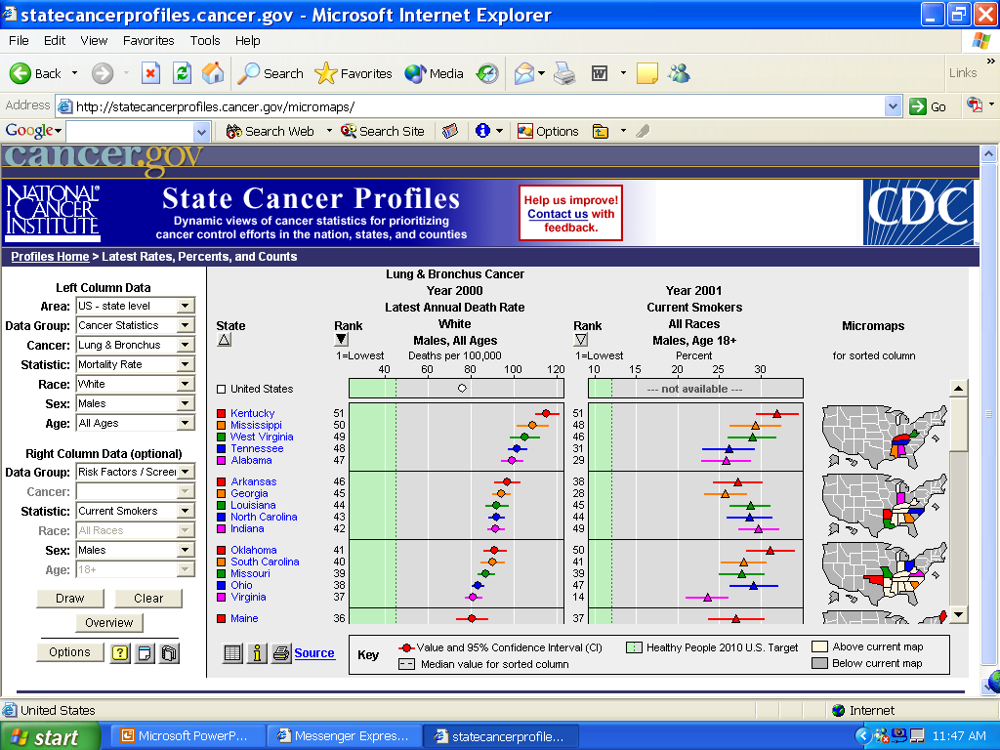 statecancerprofiles.cancer.gov - Microsoft Internet Explorer
File Edit View Favorites Tools Help
Back Search Favorites Media Links
Address http://statecancerprofiles.cancer.gov/micromaps/ Go
Google Search Web Search Site Options
cancer.gov
NATIONAL CANCER INSTITUTE
State Cancer Profiles
Dynamic views of cancer statistics for prioritizing
cancer control efforts in the nation, states, and counties
Help us improve!
Contact us with
feedback.
CDC
Profiles Home > Latest Rates, Percents, and Counts
Left Column Data
Area: US - state level
Data Group: Cancer Statistics
Cancer: Lung & Bronchus
Statistic: Mortality Rate
Race: White
Sex: Males
Age: All Ages
Right Column Data (optional)
Data Group: Risk Factors / Screen
Cancer:
Statistic: Current Smokers
Race: All Races
Sex: Males
Age: 18+
Draw Clear
Overview
Options
Lung & Bronchus Cancer
Year 2000 Year 2001
Latest Annual Death Rate Current Smokers
State Rank White Rank All Races Micromaps
Males, All Ages Males, Age 18+
1=Lowest Deaths per 100,000 1=Lowest Percent for sorted column
40 60 80 100 120 10 15 20 25 30
United States --- not available ---
Kentucky 51 51
Mississippi 50 48
West Virginia 49 46
Tennessee 48 31
Alabama 47 29
Arkansas 46 38
Georgia 45 28
Louisiana 44 45
North Carolina 43 44
Indiana 42 49
Oklahoma 41 50
South Carolina 40 41
Missouri 39 39
Ohio 38 47
Virginia 37 14
Maine 36 37
Source
Key
Value and 95% Confidence Interval (CI) Healthy People 2010 U.S. Target Above current map
Median value for sorted column Below current map
United States Internet
start Microsoft PowerP... Messenger Expres... statecancerprofile... 11:47 AM